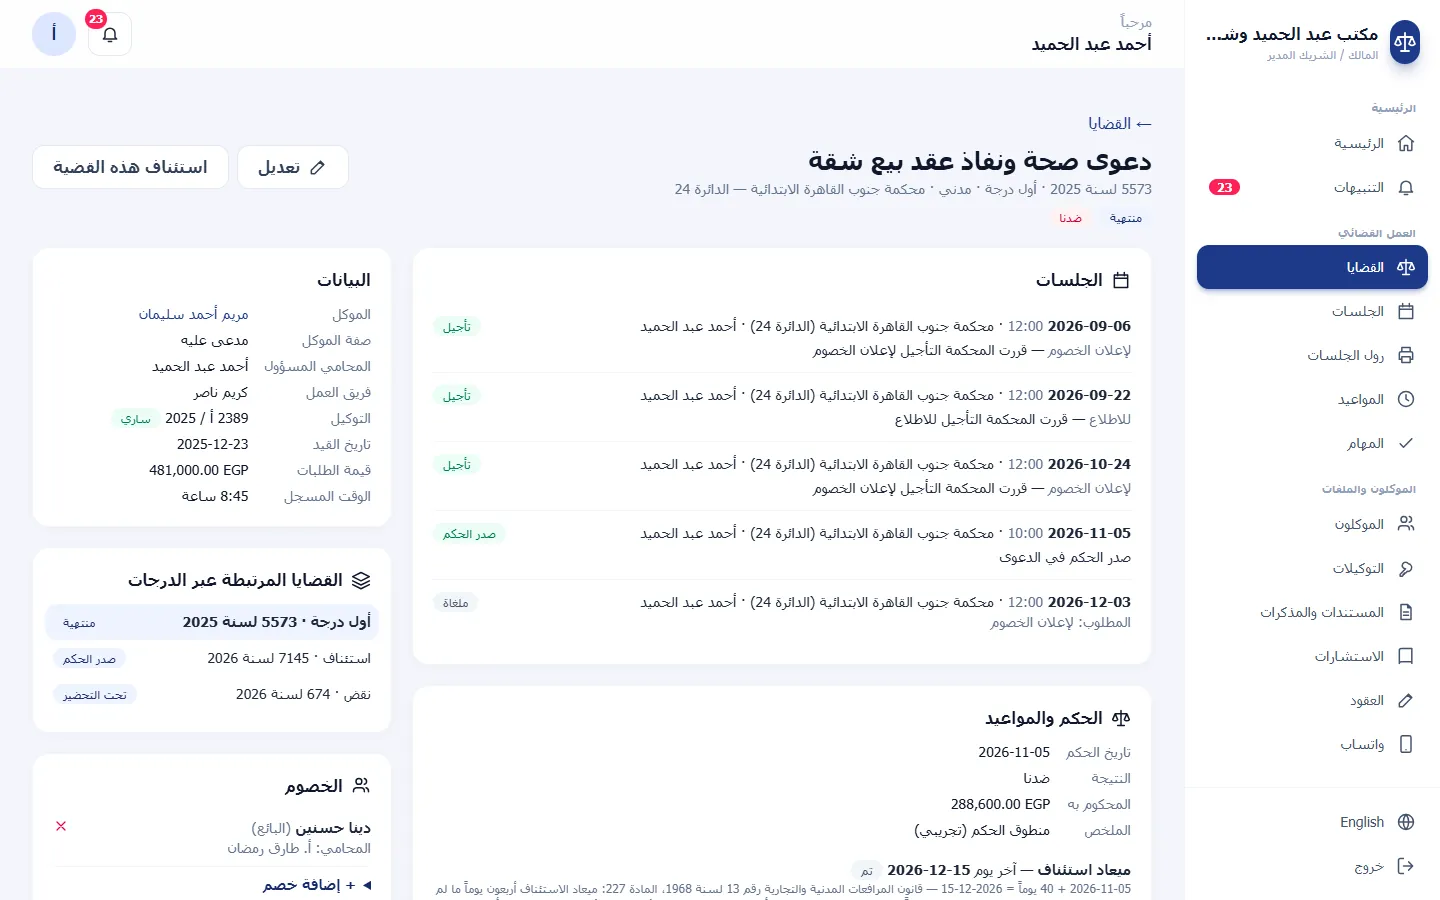 مكتب عبد الحميد وش...
المالك / الشريك المدير
الرئيسية
الرئيسية
التنبيهات 23
العمل القضائي
القضايا
الجلسات
رول الجلسات
المواعيد
المهام
الموكلون والملفات
الموكلون
التوكيلات
المستندات والمذكرات
الاستشارات
العقود
واتساب
English
خروج
مرحباً
أحمد عبد الحميد
23
أ
← القضايا
دعوى صحة ونفاذ عقد بيع شقة
5573 لسنة 2025 · أول درجة · مدني · محكمة جنوب القاهرة الابتدائية — الدائرة 24
منتهية ضدنا
تعديل
استئناف هذه القضية
الجلسات
2026-09-06 12:00 · محكمة جنوب القاهرة الابتدائية (الدائرة 24) · أحمد عبد الحميد تأجيل
لإعلان الخصوم — قررت المحكمة التأجيل لإعلان الخصوم
2026-09-22 12:00 · محكمة جنوب القاهرة الابتدائية (الدائرة 24) · أحمد عبد الحميد تأجيل
للاطلاع — قررت المحكمة التأجيل للاطلاع
2026-10-24 12:00 · محكمة جنوب القاهرة الابتدائية (الدائرة 24) · أحمد عبد الحميد تأجيل
لإعلان الخصوم — قررت المحكمة التأجيل لإعلان الخصوم
2026-11-05 10:00 · محكمة جنوب القاهرة الابتدائية (الدائرة 24) · أحمد عبد الحميد صدر الحكم
صدر الحكم في الدعوى
2026-12-03 12:00 · محكمة جنوب القاهرة الابتدائية (الدائرة 24) · أحمد عبد الحميد ملغاة
المطلوب: لإعلان الخصوم
الحكم والمواعيد
تاريخ الحكم 2026-11-05
النتيجة ضدنا
المحكوم به 288,600.00 EGP
الملخص منطوق الحكم (تجريبي)
ميعاد استئناف — آخر يوم 2026-12-15 تم
2026-11-05 + 40 يوماً = 2026-12-15 — قانون المرافعات المدنية والتجارية رقم 13 لسنة 1968، المادة 227: ميعاد الاستئناف أربعون يوماً ما لم
البيانات
الموكل مريم أحمد سليمان
صفة الموكل مدعى عليه
المحامي المسؤول أحمد عبد الحميد
فريق العمل كريم ناصر
التوكيل 2389 أ / 2025 ساري
تاريخ القيد 2025-12-23
قيمة الطلبات 481,000.00 EGP
الوقت المسجل 8:45 ساعة
القضايا المرتبطة عبر الدرجات
أول درجة · 5573 لسنة 2025 منتهية
استئناف · 7145 لسنة 2026 صدر الحكم
نقض · 674 لسنة 2026 تحت التحضير
الخصوم
دينا حسنين (البائع)
المحامي: أ. طارق رمضان
+ إضافة خصم